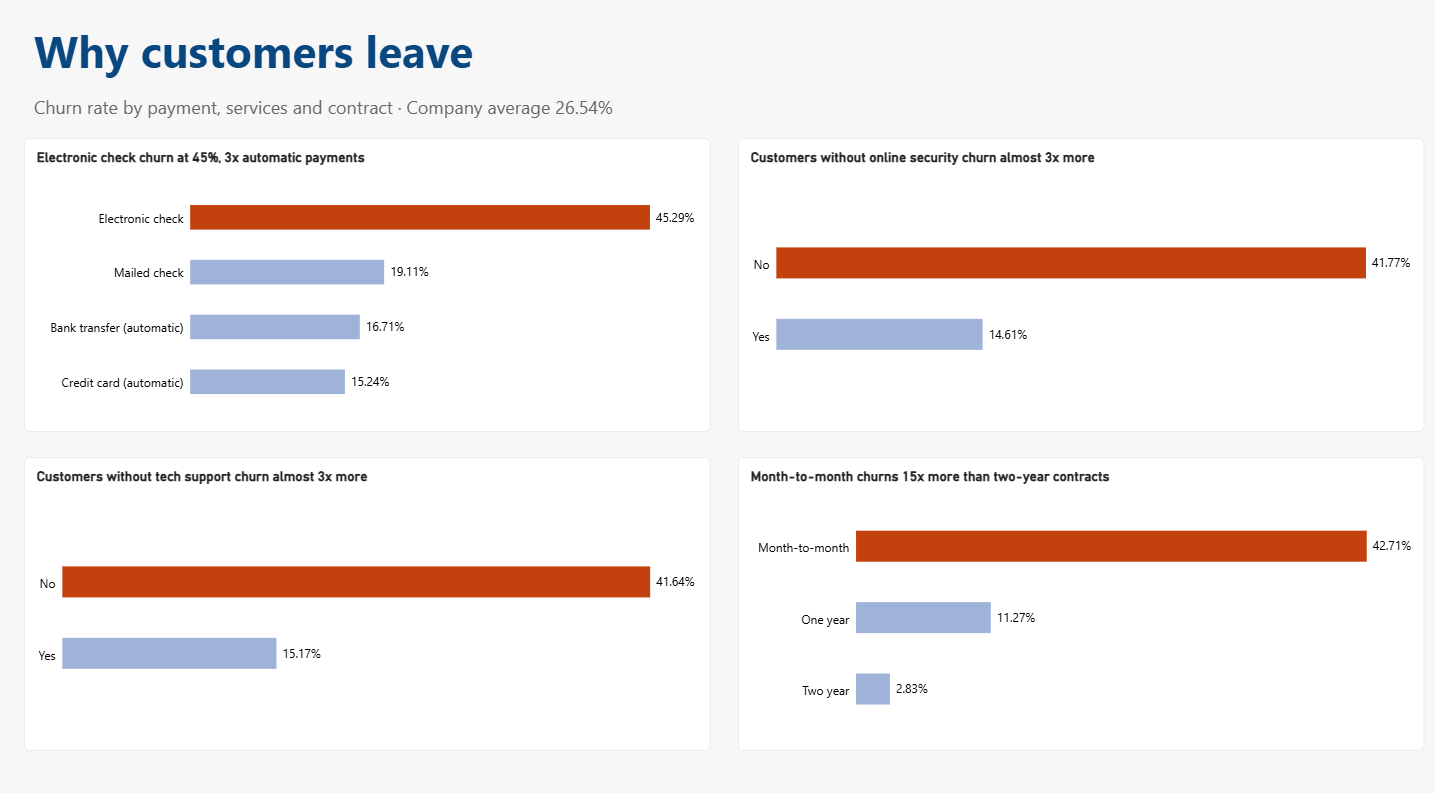 Why customers leave
Churn rate by payment, services and contract · Company average 26.54%
Electronic check churn at 45%, 3x automatic payments
Electronic check 45.29%
Mailed check 19.11%
Bank transfer (automatic) 16.71%
Credit card (automatic) 15.24%
Customers without online security churn almost 3x more
No 41.77%
Yes 14.61%
Customers without tech support churn almost 3x more
No 41.64%
Yes 15.17%
Month-to-month churns 15x more than two-year contracts
Month-to-month 42.71%
One year 11.27%
Two year 2.83%